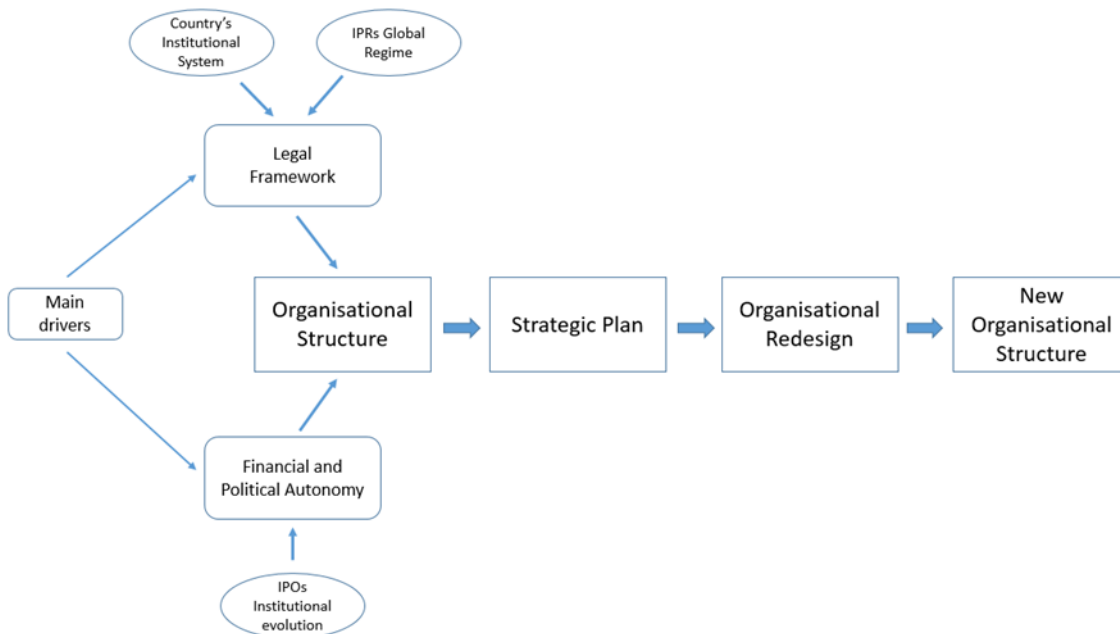 Country's
Institutional
System
IPRs Global
Regime
Legal
Framework
Main
drivers
Organisational
Structure
Strategic Plan
Organisational
Redesign
New
Organisational
Structure
Financial and
Political Autonomy
IPOs
Institutional
evolution